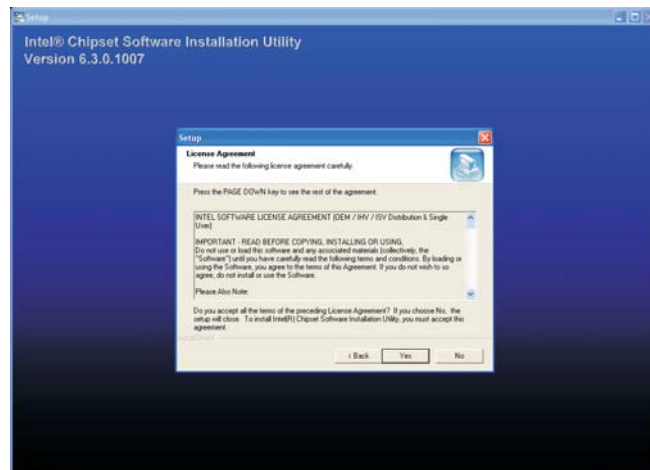 Setup
Intel® Chipset Software Installation Utility
Version 6.3.0.1007
Setup
License Agreement
Please read the following license agreement carefully.
Press the PAGE DOWN key to see the rest of the agreement.
INTEL SOFTWARE LICENSE AGREEMENT (OEM / IHV / ISV Distribution & Single
User)
IMPORTANT - READ BEFORE COPYING, INSTALLING OR USING.
Do not use or load this software and any associated materials (collectively, the
"Software") until you have carefully read the following terms and conditions. By loading or
using the Software, you agree to the terms of this Agreement. If you do not wish to so
agree, do not install or use the Software.
Please Also Note:
Do you accept all the terms of the preceding License Agreement? If you choose No, the
setup will close. To install Intel(R) Chipset Software Installation Utility, you must accept this
agreement.
InstallShield
< Back
Yes
No